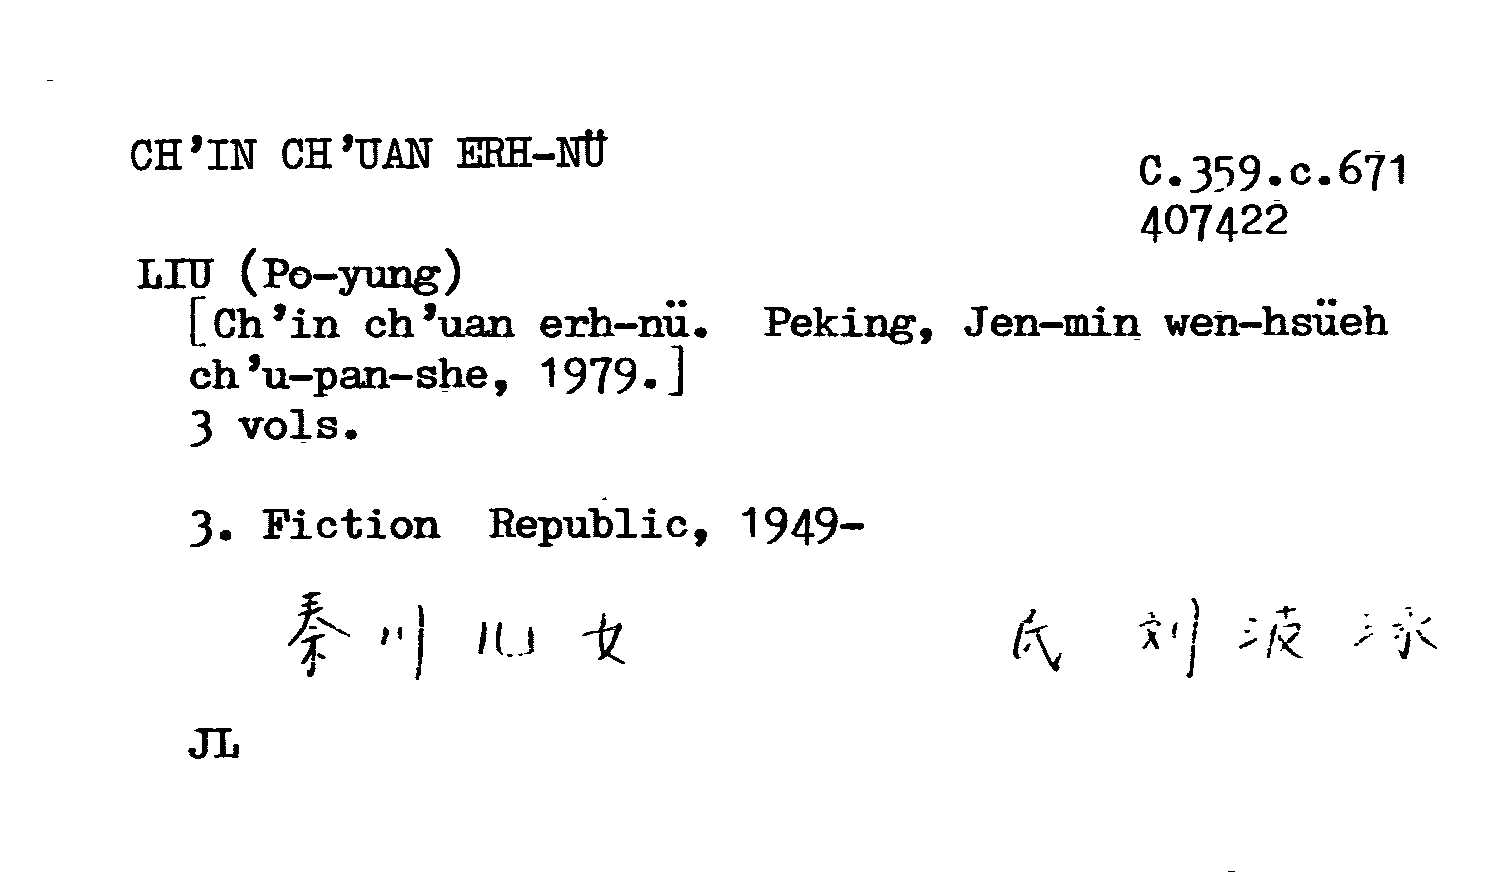 CH'IN CH'UAN ERH-NÜ
C.359.c.671
407422
LIU (Po-yung)
[Ch'in ch'uan erh-nü. Peking, Jen-min wen-hsüeh
ch'u-pan-she, 1979.]
3 vols.
3. Fiction Republic, 1949-
秦川儿女 氏 刘波泳
JL